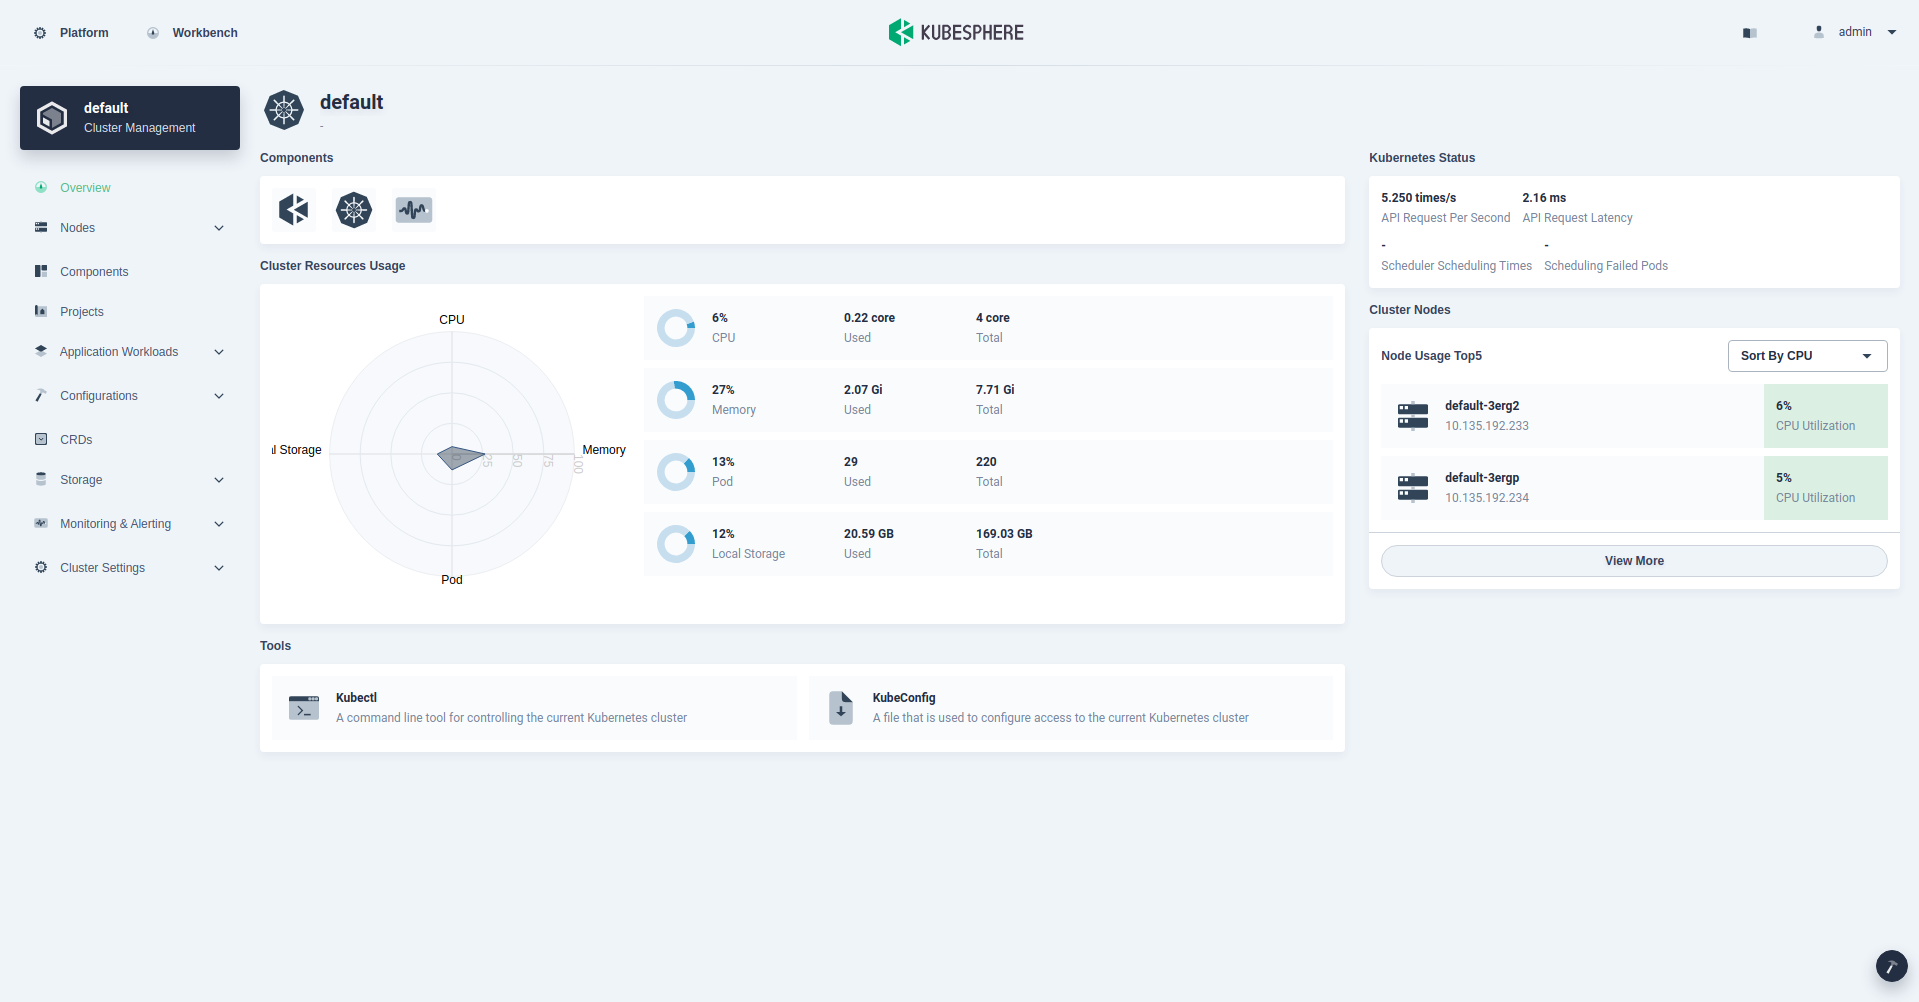 Platform
Workbench
KUBESPHERE
admin
default
Cluster Management
Overview
Nodes
Components
Projects
Application Workloads
Configurations
CRDs
Storage
Monitoring & Alerting
Cluster Settings
default
-
Components
Cluster Resources Usage
CPU
Memory
Pod
l Storage
0 25 50 75 100
6% 0.22 core 4 core
CPU Used Total
27% 2.07 Gi 7.71 Gi
Memory Used Total
13% 29 220
Pod Used Total
12% 20.59 GB 169.03 GB
Local Storage Used Total
Tools
Kubectl
A command line tool for controlling the current Kubernetes cluster
KubeConfig
A file that is used to configure access to the current Kubernetes cluster
Kubernetes Status
5.250 times/s 2.16 ms
API Request Per Second API Request Latency
- -
Scheduler Scheduling Times Scheduling Failed Pods
Cluster Nodes
Node Usage Top5
Sort By CPU
default-3erg2 6%
10.135.192.233 CPU Utilization
default-3ergp 5%
10.135.192.234 CPU Utilization
View More